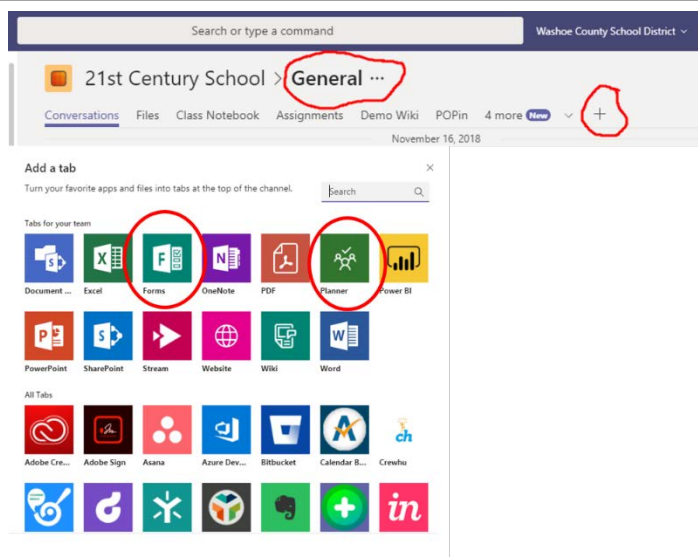 Search or type a command
Washoe County School District
21st Century School > General ...
Conversations Files Class Notebook Assignments Demo Wiki POPin 4 more New +
November 16, 2018
Add a tab
Turn your favorite apps and files into tabs at the top of the channel.
Search
Tabs for your team
Document ... Excel Forms OneNote PDF Planner Power BI
PowerPoint SharePoint Stream Website Wiki Word
All Tabs
Adobe Cre... Adobe Sign Asana Azure Dev... Bitbucket Calendar B... Crewhu
in